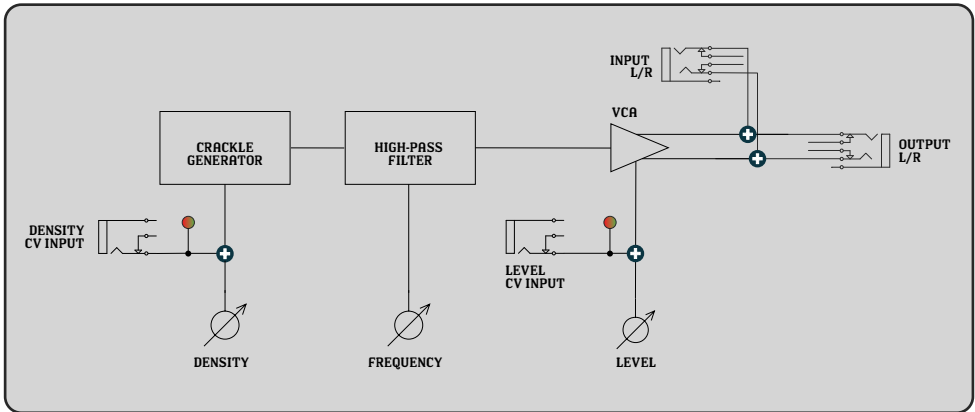 INPUT
L/R
VCA
CRACKLE
GENERATOR
HIGH-PASS
FILTER
OUTPUT
L/R
DENSITY
CV INPUT
LEVEL
CV INPUT
DENSITY
FREQUENCY
LEVEL